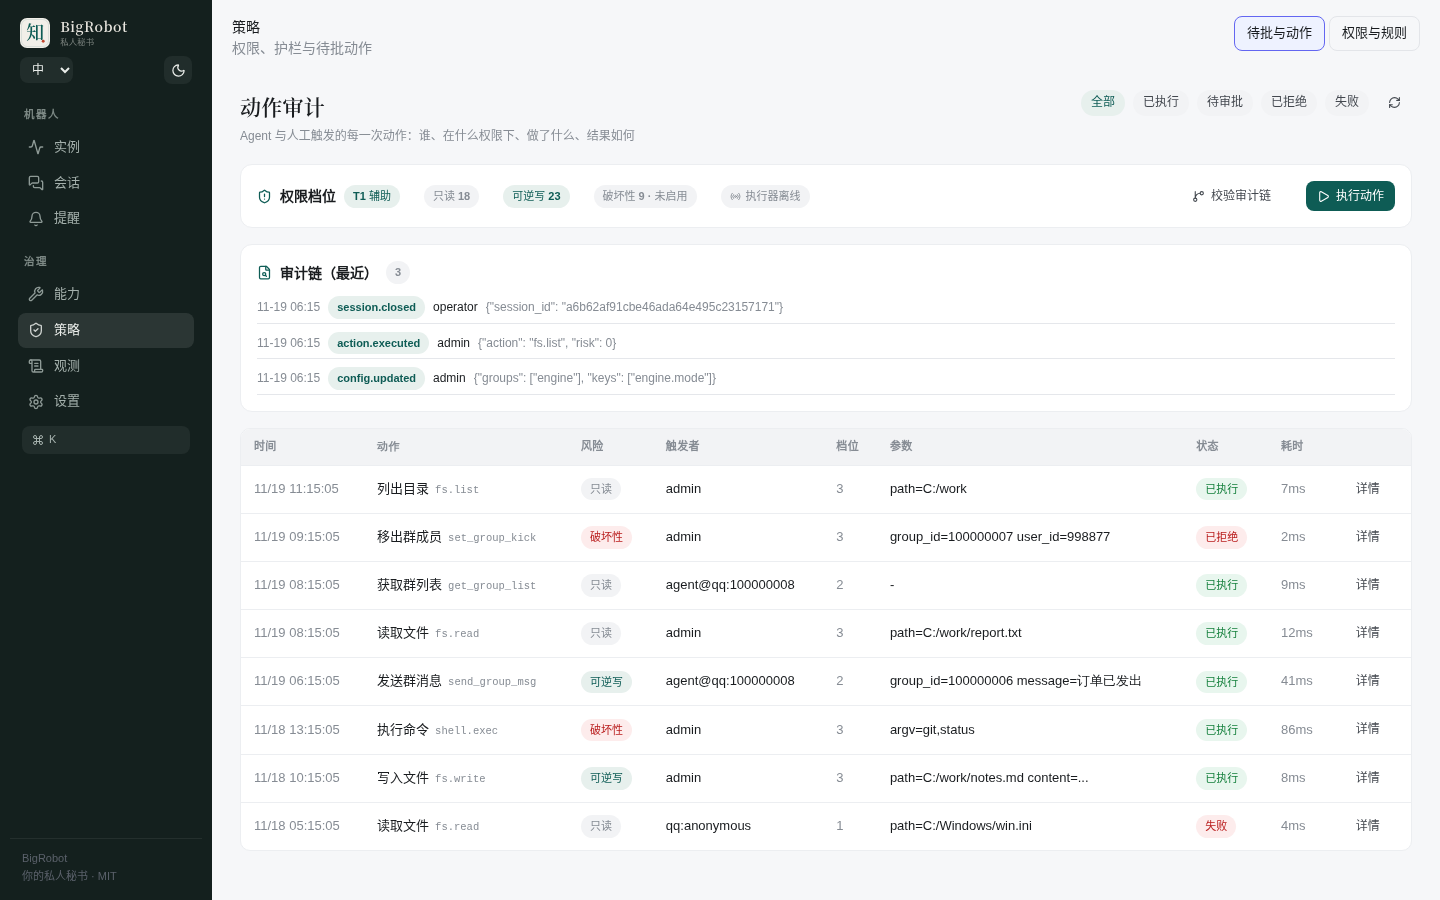 知
BigRobot
私人秘书
中
机器人
实例
会话
提醒
治理
能力
策略
观测
设置
⌘ K
BigRobot
你的私人秘书 · MIT
策略
权限、护栏与待批动作
待批与动作 权限与规则
动作审计
Agent 与人工触发的每一次动作：谁、在什么权限下、做了什么、结果如何
全部 已执行 待审批 已拒绝 失败
权限档位 T1 辅助 只读 18 可逆写 23 破坏性 9 · 未启用 执行器离线 校验审计链 执行动作
审计链（最近） 3
11-19 06:15 session.closed operator {"session_id": "a6b62af91cbe46ada64e495c23157171"}
11-19 06:15 action.executed admin {"action": "fs.list", "risk": 0}
11-19 06:15 config.updated admin {"groups": ["engine"], "keys": ["engine.mode"]}
时间 动作 风险 触发者 档位 参数 状态 耗时
11/19 11:15:05 列出目录 fs.list 只读 admin 3 path=C:/work 已执行 7ms 详情
11/19 09:15:05 移出群成员 set_group_kick 破坏性 admin 3 group_id=100000007 user_id=998877 已拒绝 2ms 详情
11/19 08:15:05 获取群列表 get_group_list 只读 agent@qq:100000008 2 - 已执行 9ms 详情
11/19 08:15:05 读取文件 fs.read 只读 admin 3 path=C:/work/report.txt 已执行 12ms 详情
11/19 06:15:05 发送群消息 send_group_msg 可逆写 agent@qq:100000008 2 group_id=100000006 message=订单已发出 已执行 41ms 详情
11/18 13:15:05 执行命令 shell.exec 破坏性 admin 3 argv=git,status 已执行 86ms 详情
11/18 10:15:05 写入文件 fs.write 可逆写 admin 3 path=C:/work/notes.md content=... 已执行 8ms 详情
11/18 05:15:05 读取文件 fs.read 只读 qq:anonymous 1 path=C:/Windows/win.ini 失败 4ms 详情